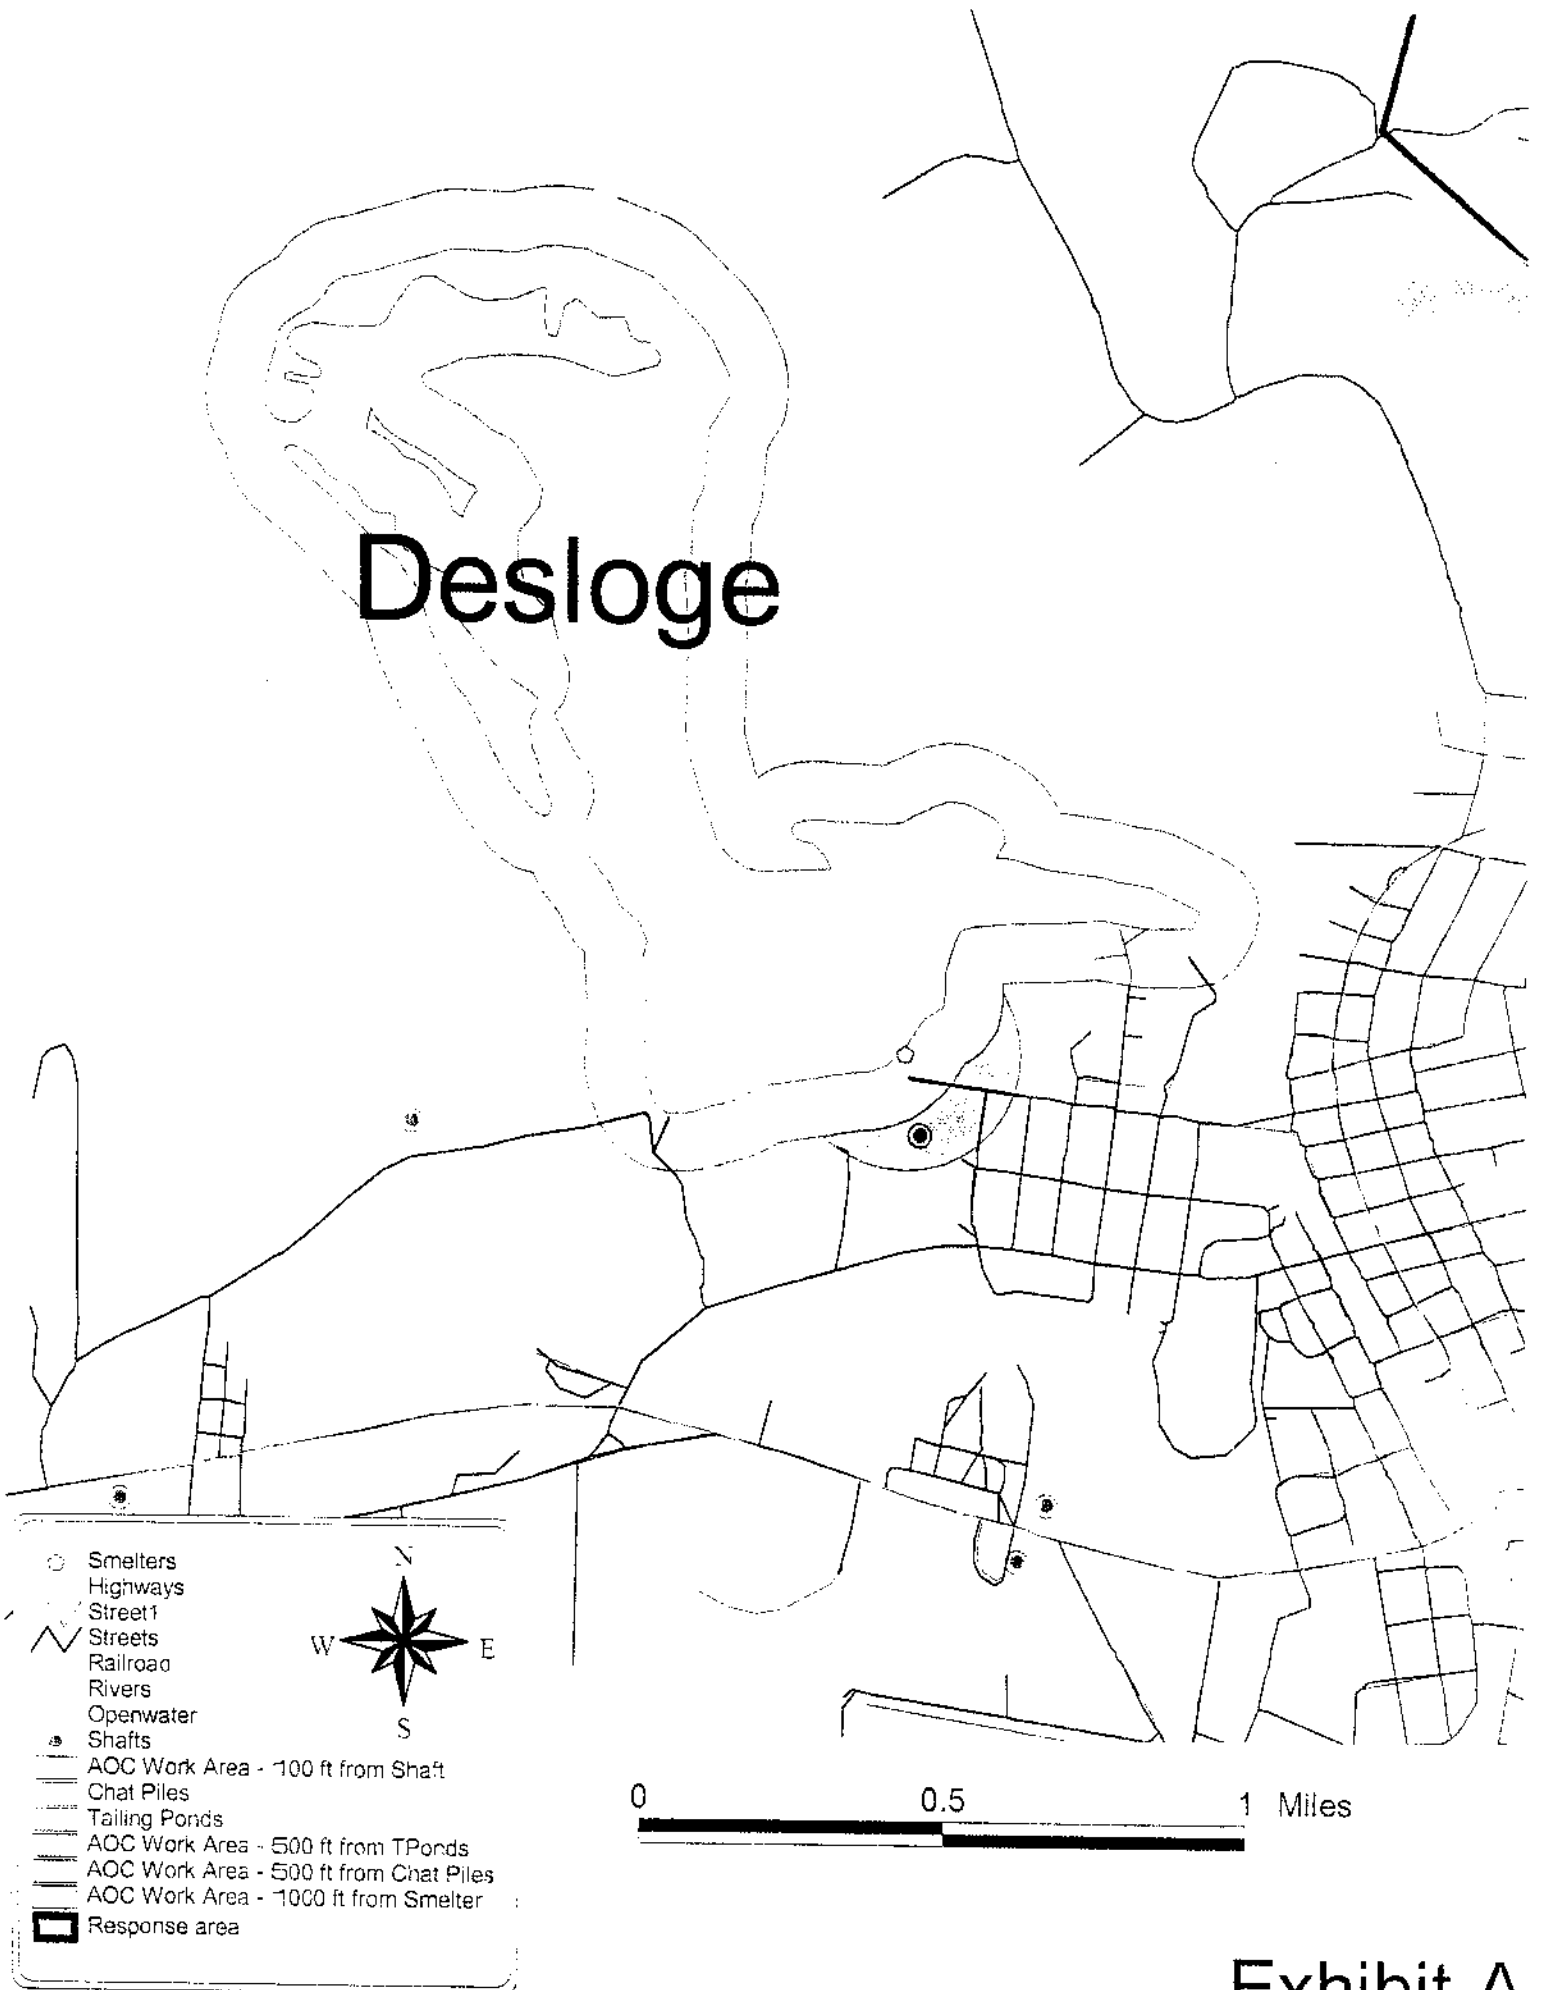 Desloge
Smelters
Highways
Street1
Streets
Railroad
Rivers
Openwater
Shafts
AOC Work Area - 100 ft from Shaft
Chat Piles
Tailing Ponds
AOC Work Area - 500 ft from TPonds
AOC Work Area - 500 ft from Chat Piles
AOC Work Area - 1000 ft from Smelter
Response area
N
W E
S
0 0.5 1 Miles
Exhibit A